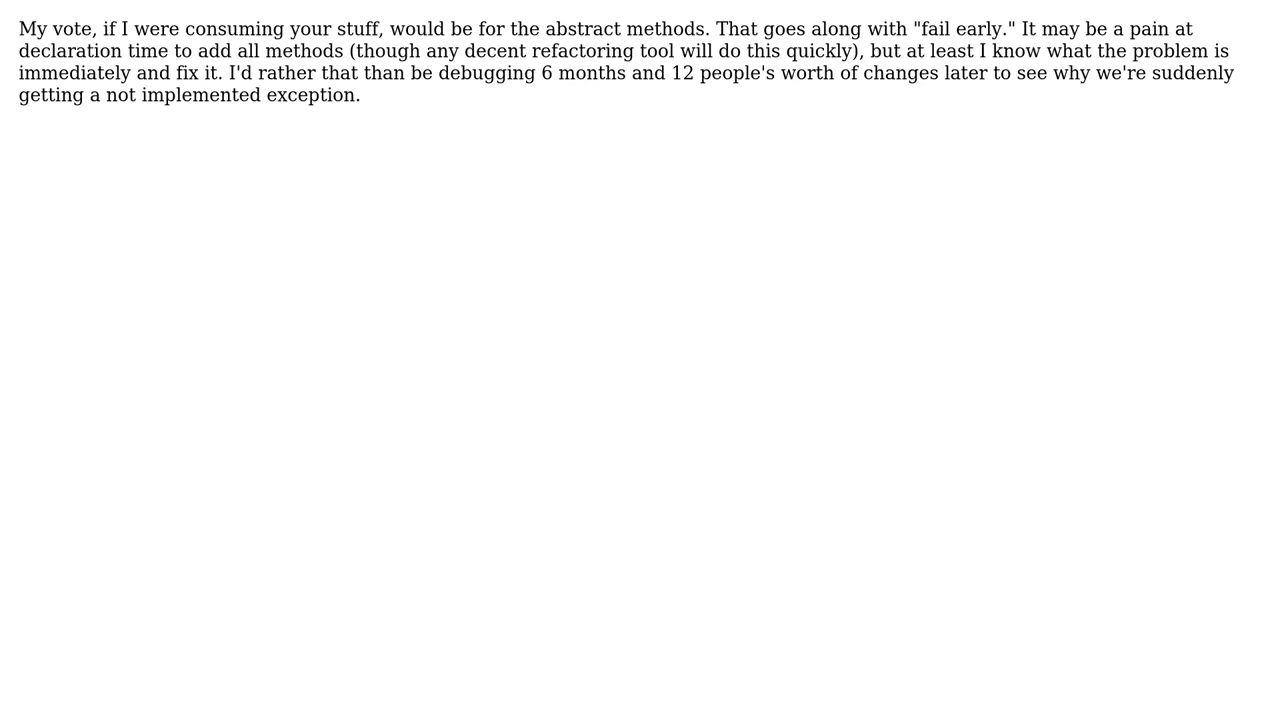 My vote, if I were consuming your stuff, would be for the abstract methods. That goes along with "fail early." It may be a pain at
declaration time to add all methods (though any decent refactoring tool will do this quickly), but at least I know what the problem is
immediately and fix it. I'd rather that than be debugging 6 months and 12 people's worth of changes later to see why we're suddenly
getting a not implemented exception.